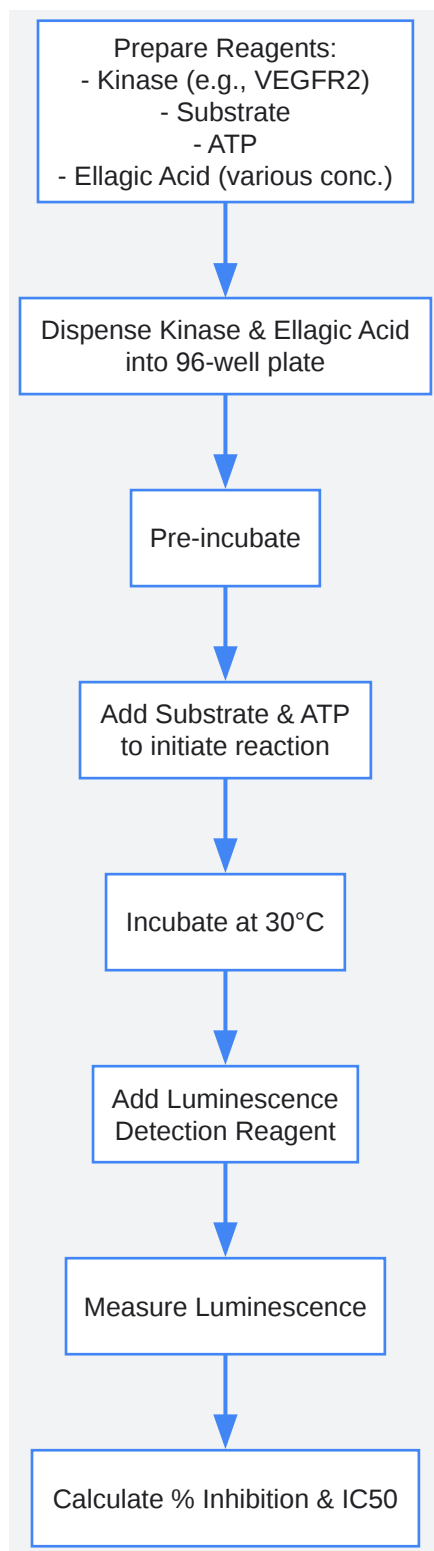 Prepare Reagents:
- Kinase (e.g., VEGFR2)
- Substrate
- ATP
- Ellagic Acid (various conc.)
Dispense Kinase & Ellagic Acid
into 96-well plate
Pre-incubate
Add Substrate & ATP
to initiate reaction
Incubate at 30°C
Add Luminescence
Detection Reagent
Measure Luminescence
Calculate % Inhibition & IC50